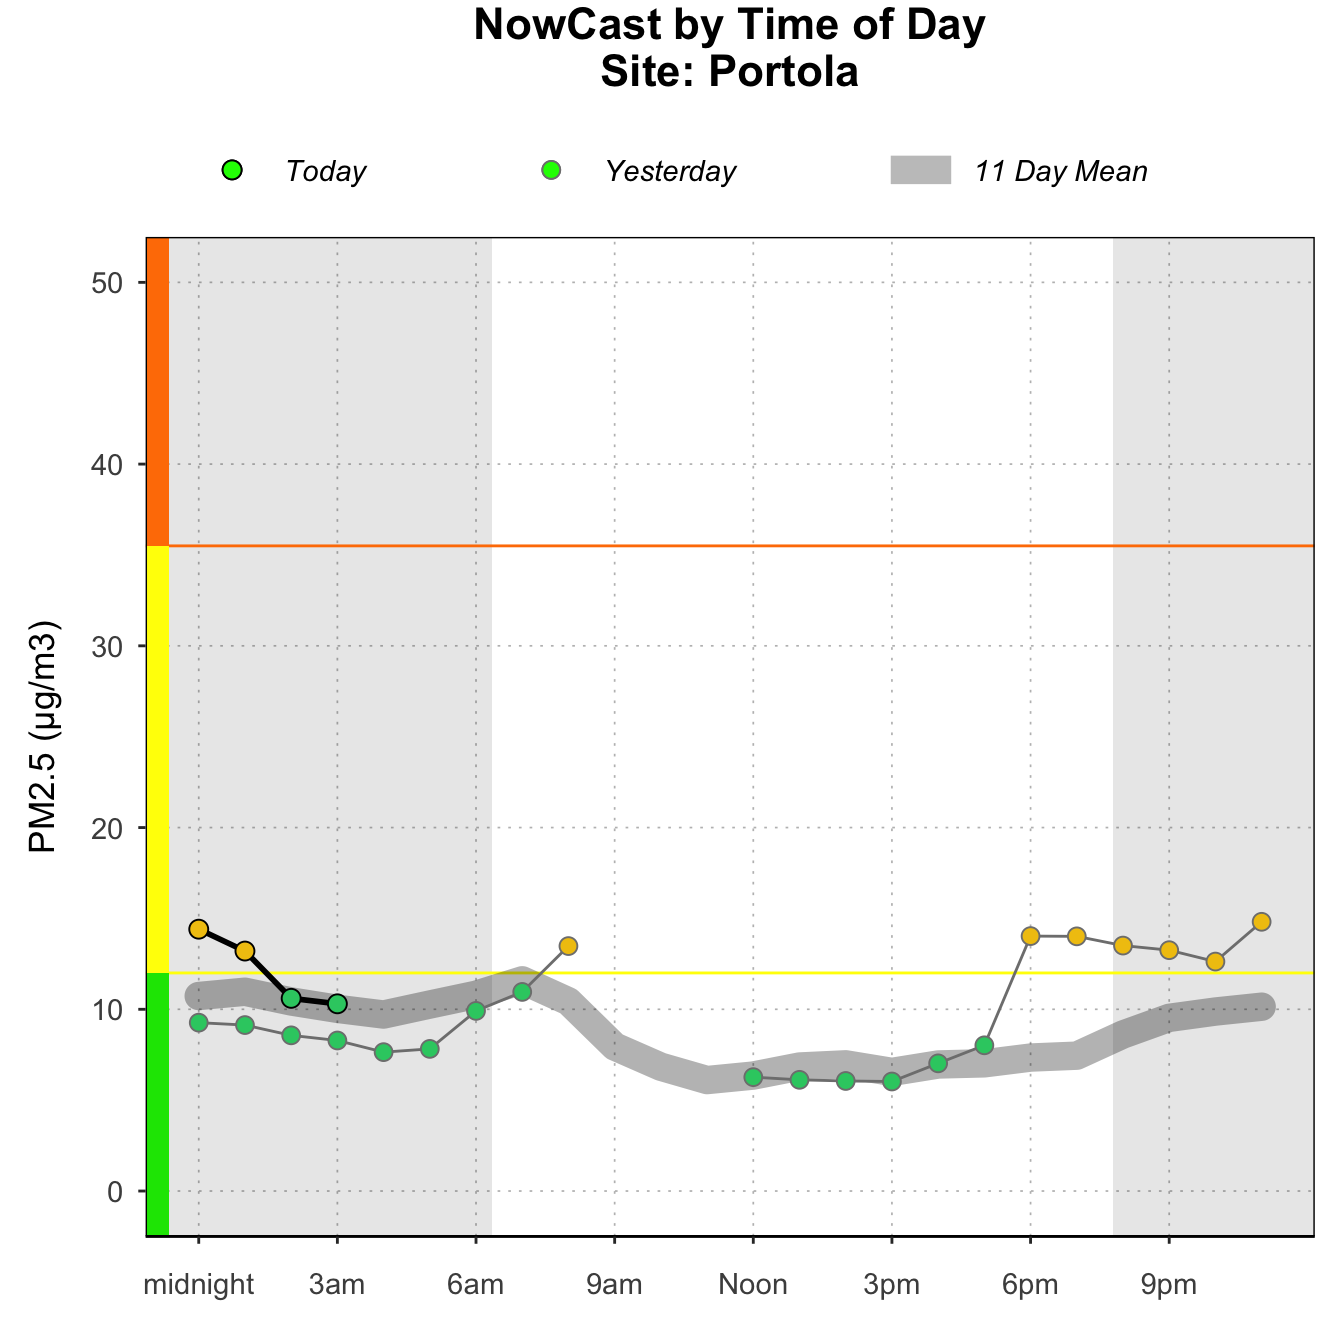 NowCast by Time of Day
Site: Portola
Today
Yesterday
11 Day Mean
PM2.5 (µg/m3)
50
40
30
20
10
0
midnight
3am
6am
9am
Noon
3pm
6pm
9pm